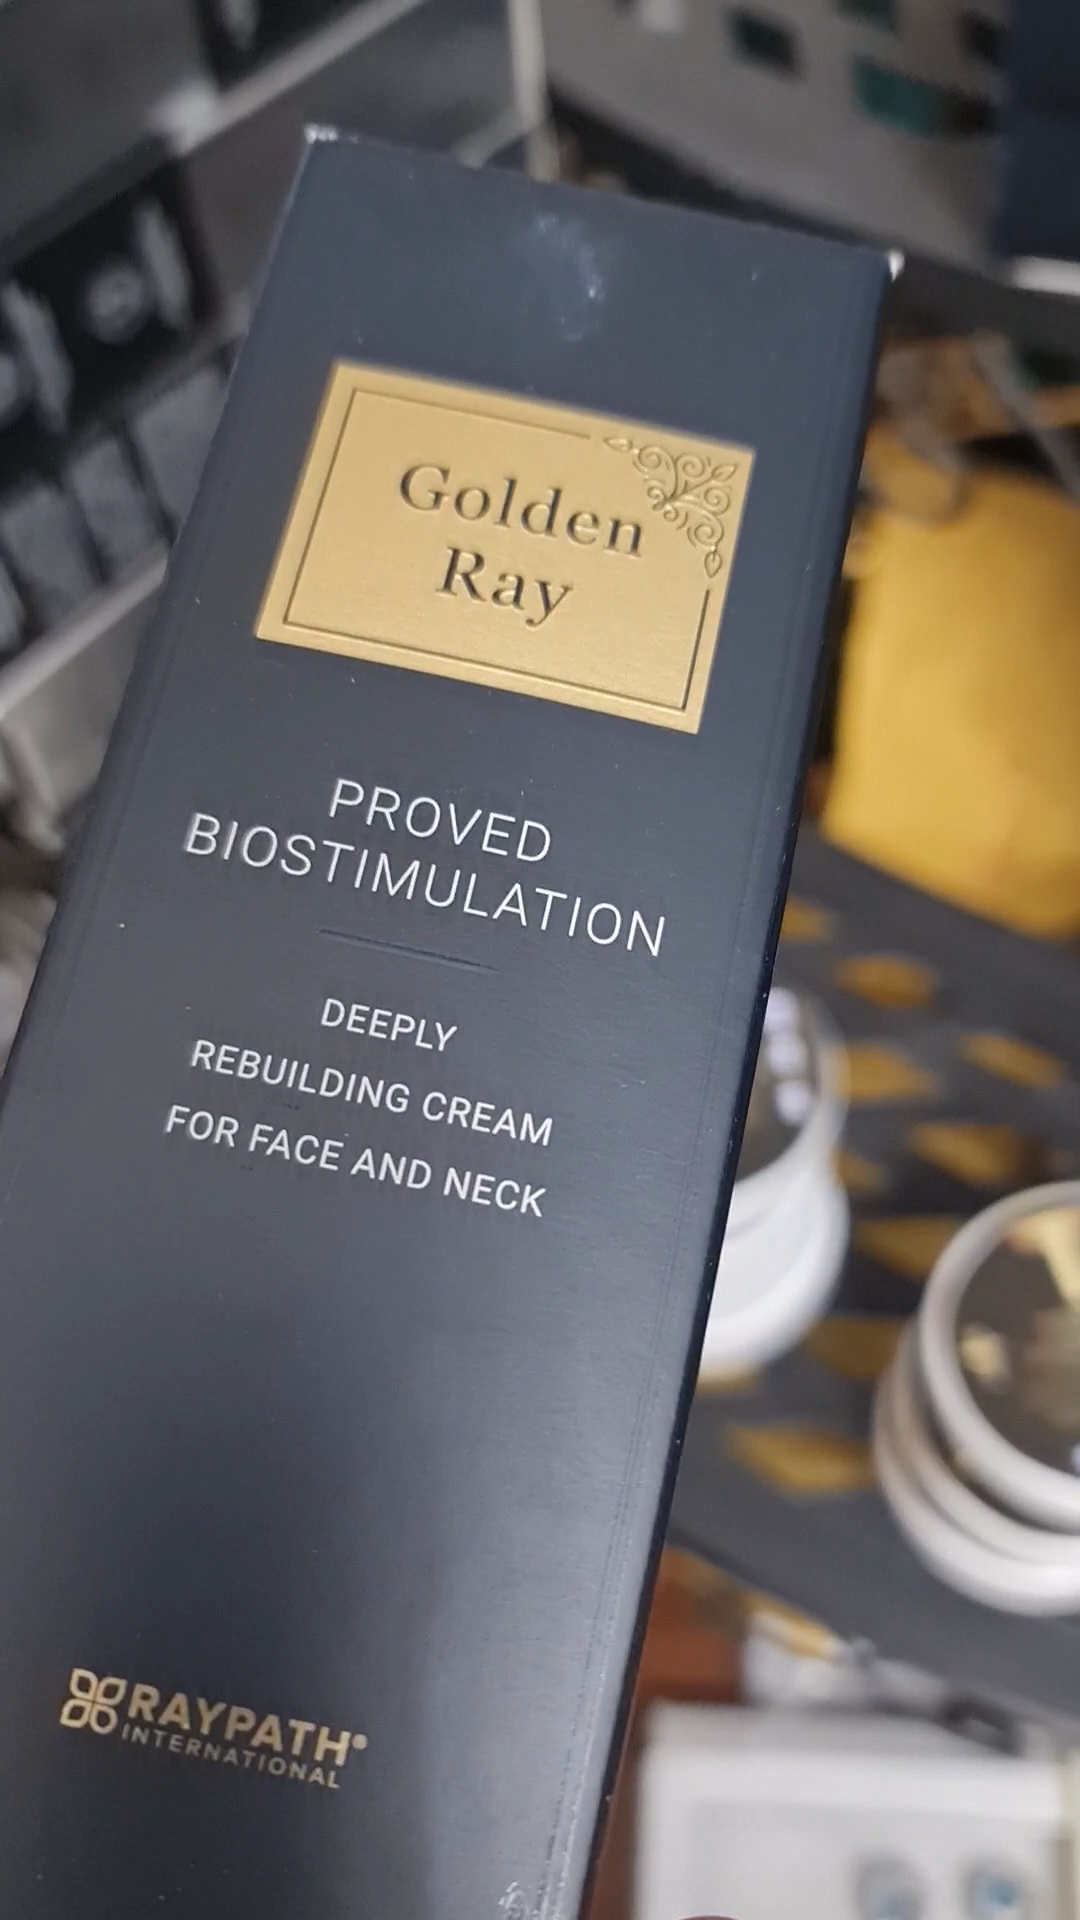 Golden
Ray
PROVED
BIOSTIMULATION
DEEPLY
REBUILDING CREAM
FOR FACE AND NECK
RAYPATH®
INTERNATIONAL